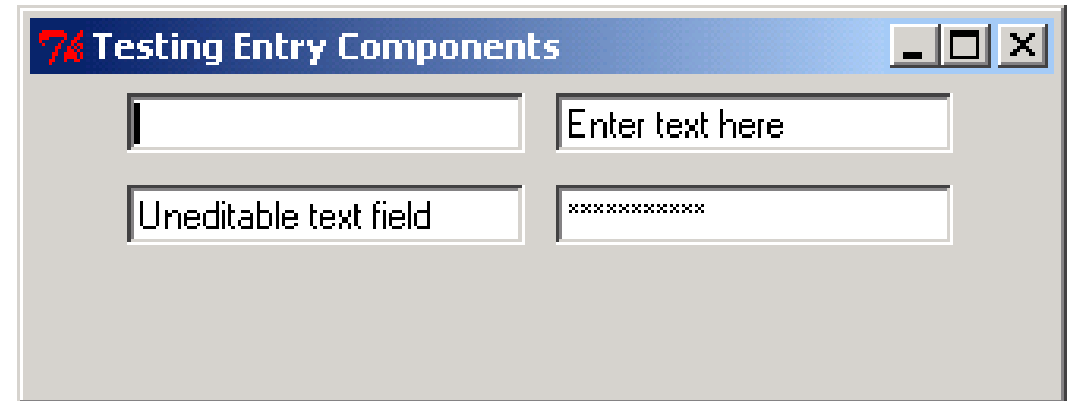 Testing Entry Components
Enter text here
Uneditable text field
***********